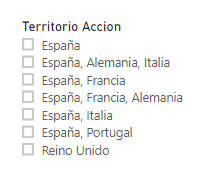 Territorio Accion
España
España, Alemania, Italia
España, Francia
España, Francia, Alemania
España, Italia
España, Portugal
Reino Unido